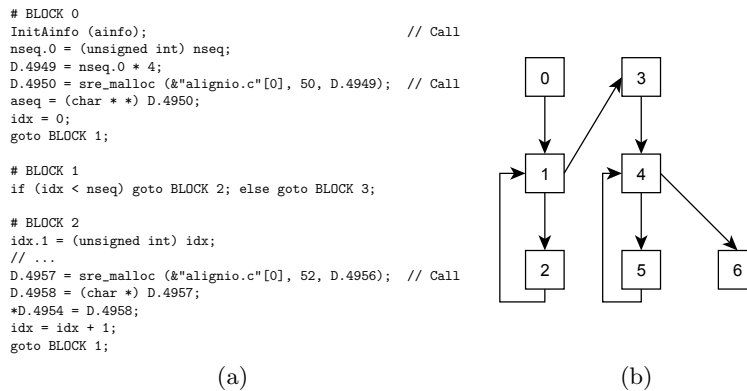 # BLOCK 0
InitAinfo (ainfo); // Call
nseq.0 = (unsigned int) nseq;
D.4949 = nseq.0 * 4;
D.4950 = sre_malloc (&"alignio.c"[0], 50, D.4949); // Call
aseq = (char * *) D.4950;
idx = 0;
goto BLOCK 1;
# BLOCK 1
if (idx < nseq) goto BLOCK 2; else goto BLOCK 3;
# BLOCK 2
idx.1 = (unsigned int) idx;
// ...
D.4957 = sre_malloc (&"alignio.c"[0], 52, D.4956); // Call
D.4958 = (char *) D.4957;
*D.4954 = D.4958;
idx = idx + 1;
goto BLOCK 1;
(a)
0 3
1 4
2 5 6
(b)